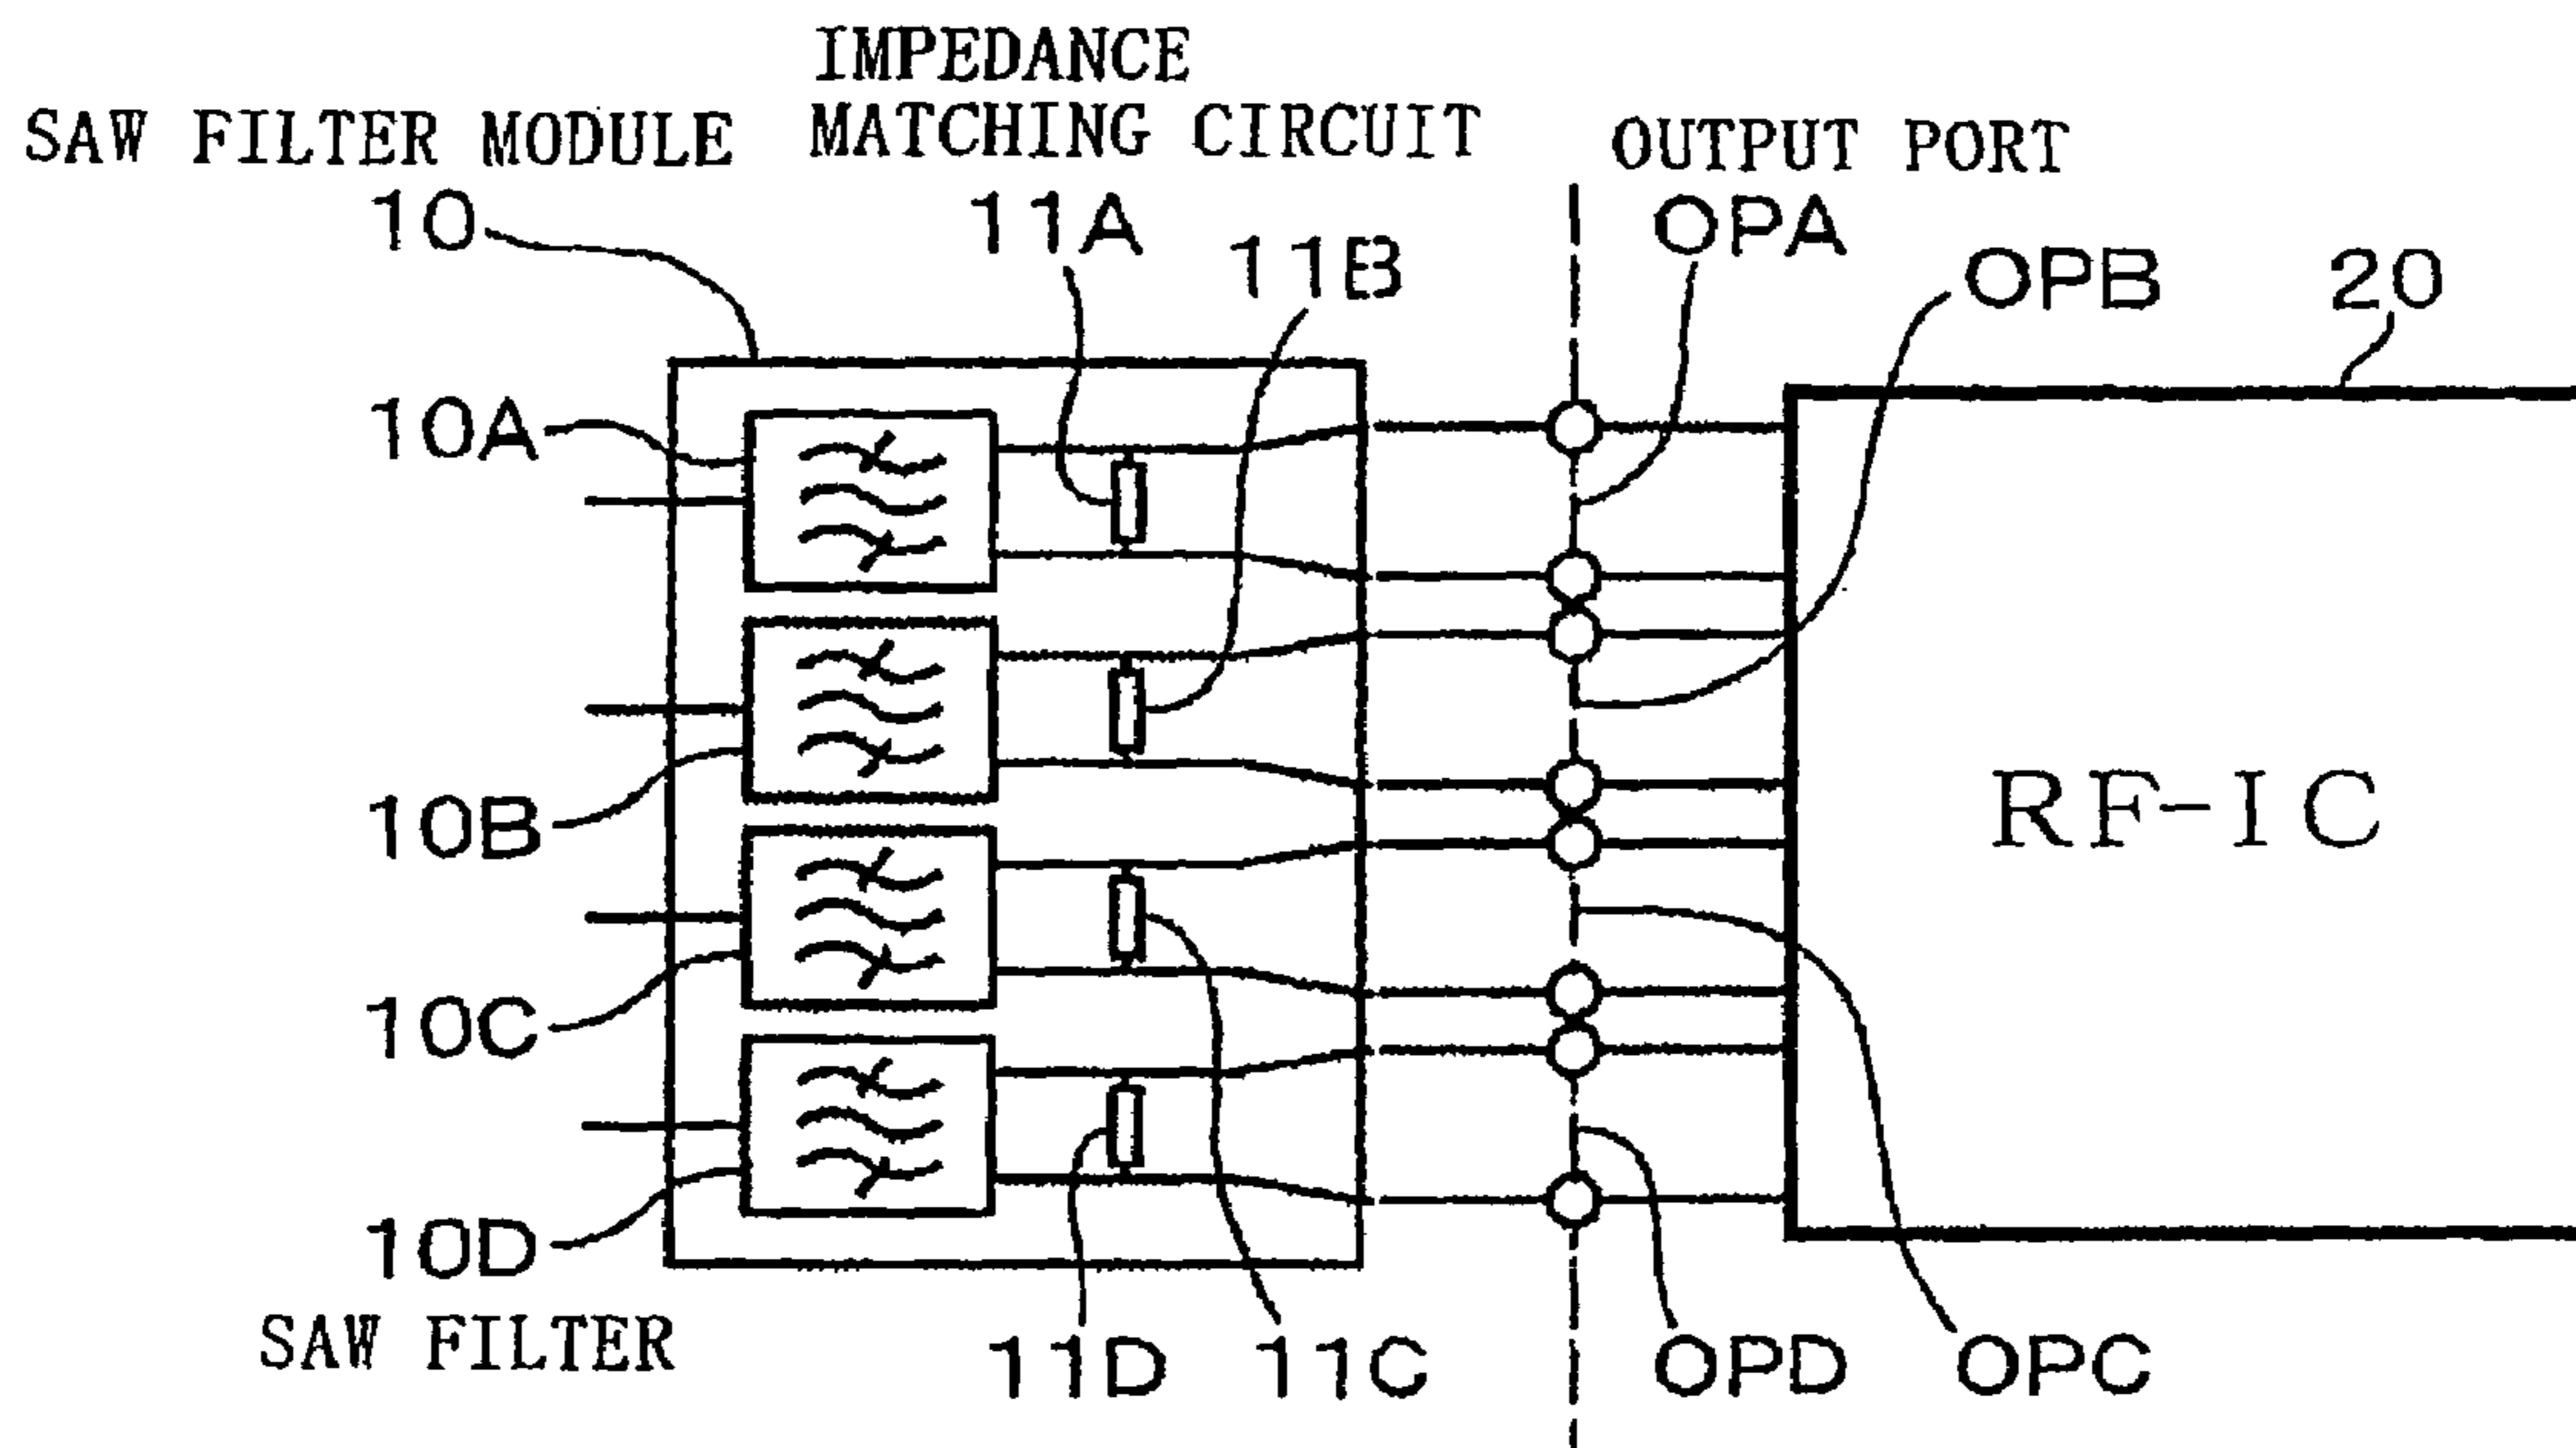 IMPEDANCE
MATCHING CIRCUIT
SAW FILTER MODULE
OUTPUT PORT
10
11A
11B
OPA
OPB
20
10A
10B
RF-IC
10C
10D
SAW FILTER
11D
11C
OPD
OPC